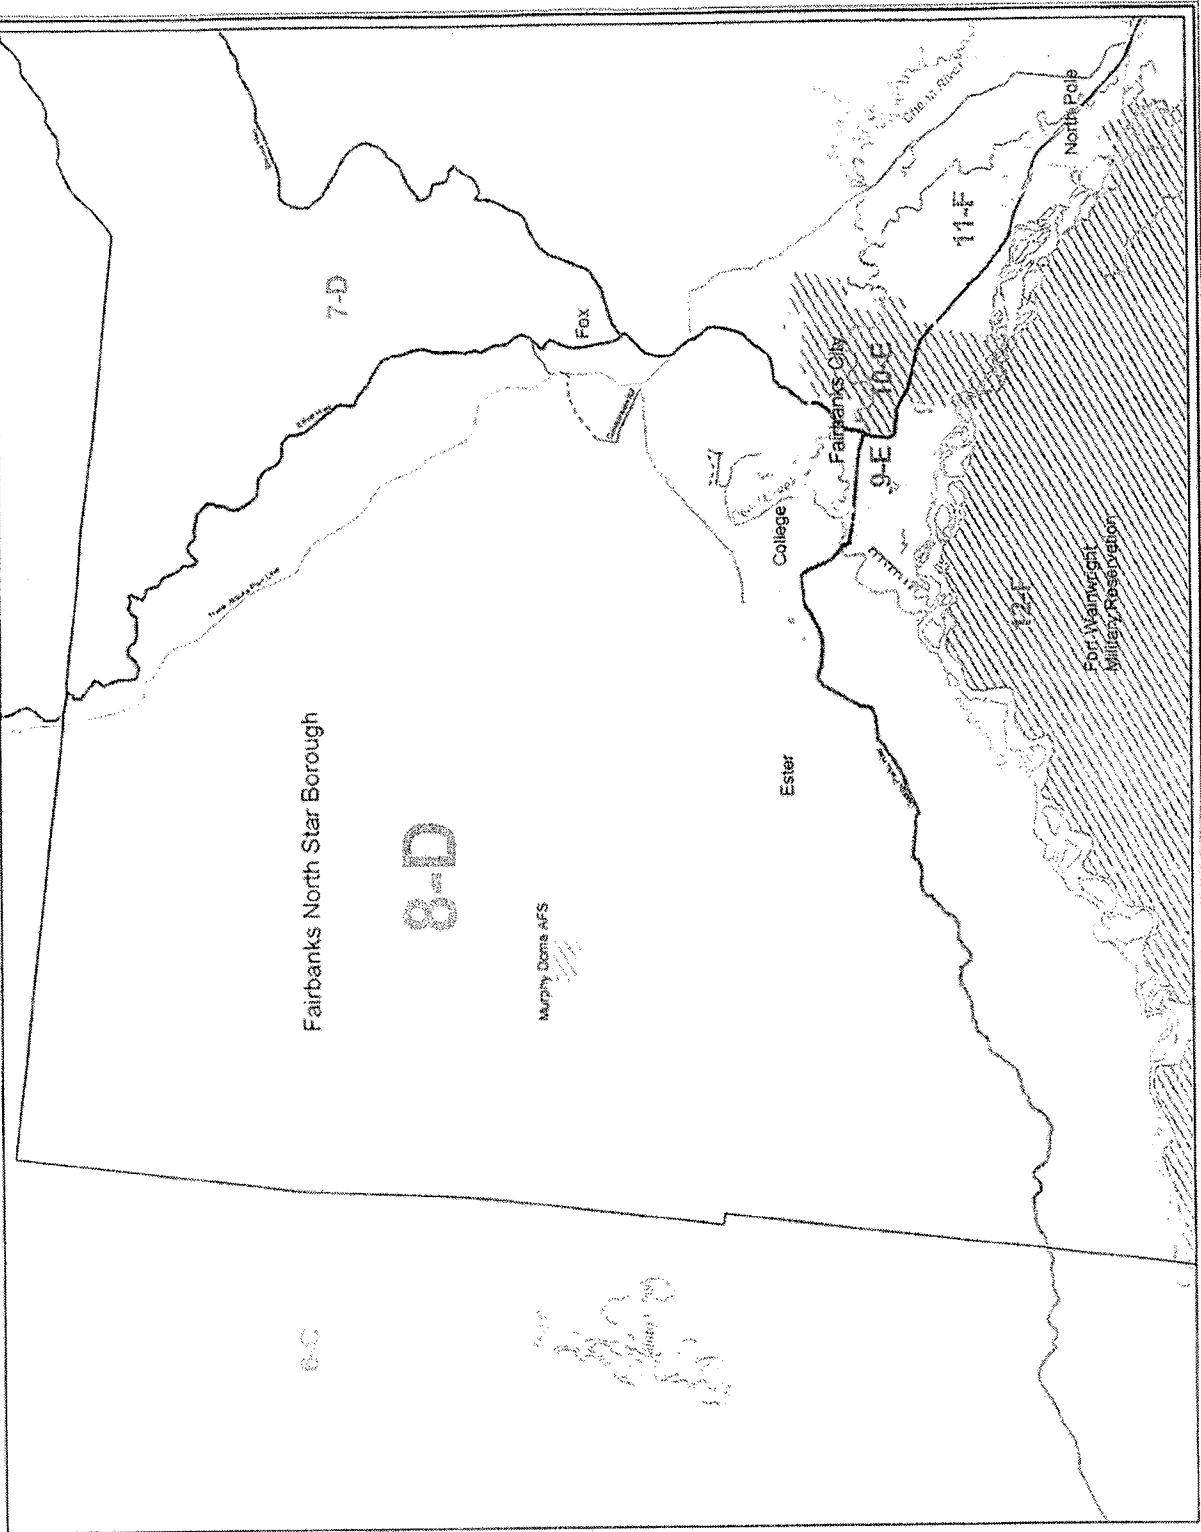 6-C
Fairbanks North Star Borough
8-D
Murphy Dome AFS
Trans Alaska Pipe Line
7-D
Fox
Ester
College
Fairbanks City
9-E
10-E
11-F
Chena River
North Pole
12-F
Fort Wainwright
Military Reservation